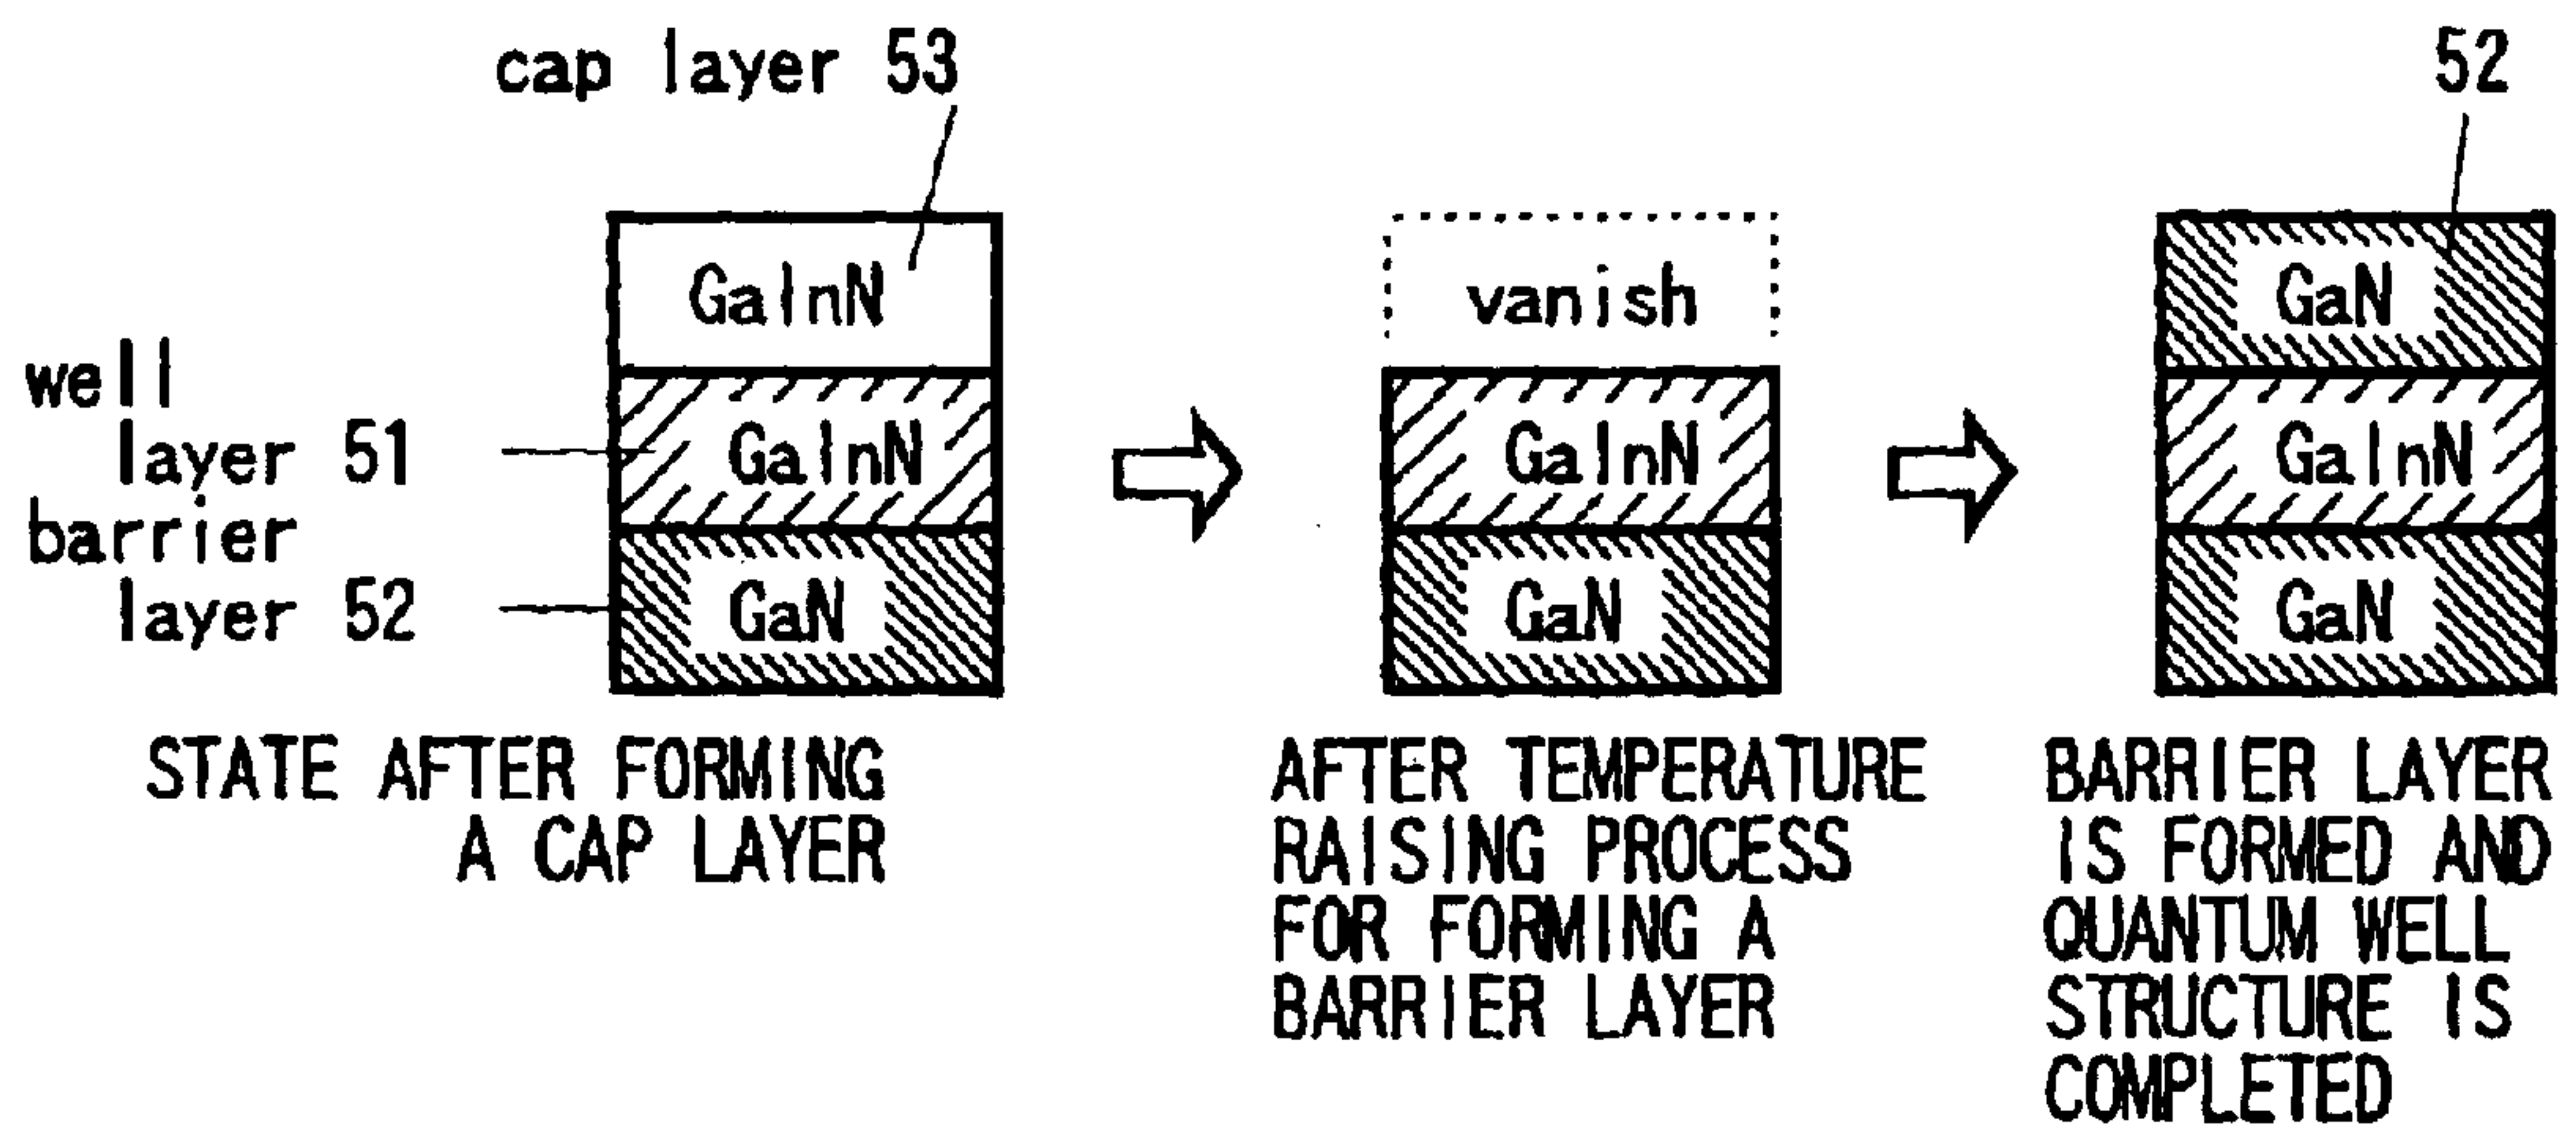 cap layer 53
52
GaInN
vanish
GaN
well
layer 51
GaInN
GaInN
GaInN
barrier
layer 52
GaN
GaN
GaN
STATE AFTER FORMING
A CAP LAYER
AFTER TEMPERATURE
RAISING PROCESS
FOR FORMING A
BARRIER LAYER
BARRIER LAYER
IS FORMED AND
QUANTUM WELL
STRUCTURE IS
COMPLETED